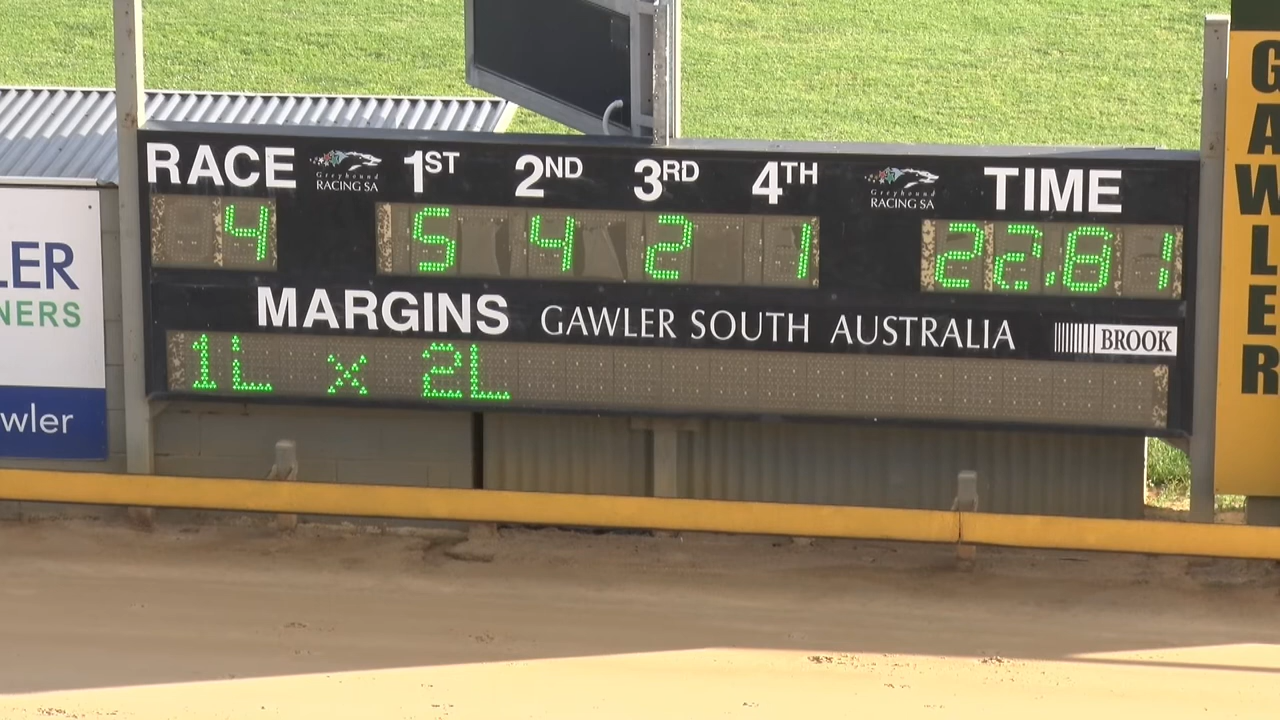 RACE Greyhound RACING SA 1ST 2ND 3RD 4TH Greyhound RACING SA TIME
4 5 4 2 1 22.81
MARGINS GAWLER SOUTH AUSTRALIA BROOK
1L x 2L
LER
NERS
wler
GAWLER